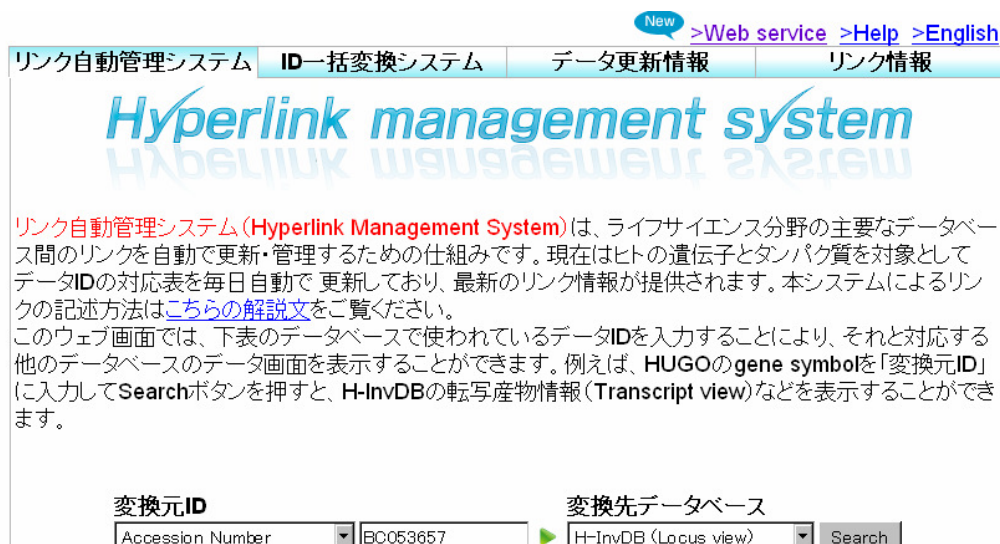 New >Web service >Help >English
リンク自動管理システム ID一括変換システム データ更新情報 リンク情報
Hyperlink management system
リンク自動管理システム(Hyperlink Management System)は、ライフサイエンス分野の主要なデータベー
ス間のリンクを自動で更新・管理するための仕組みです。現在はヒトの遺伝子とタンパク質を対象として
データIDの対応表を毎日自動で 更新しており、最新のリンク情報が提供されます。本システムによるリン
クの記述方法はこちらの解説文をご覧ください。
このウェブ画面では、下表のデータベースで使われているデータIDを入力することにより、それと対応する
他のデータベースのデータ画面を表示することができます。例えば、HUGOのgene symbolを「変換元ID」
に入力してSearchボタンを押すと、H-InvDBの転写産物情報(Transcript view)などを表示することができ
ます。
変換元ID 変換先データベース
Accession Number BC053657 H-InvDB (Locus view) Search